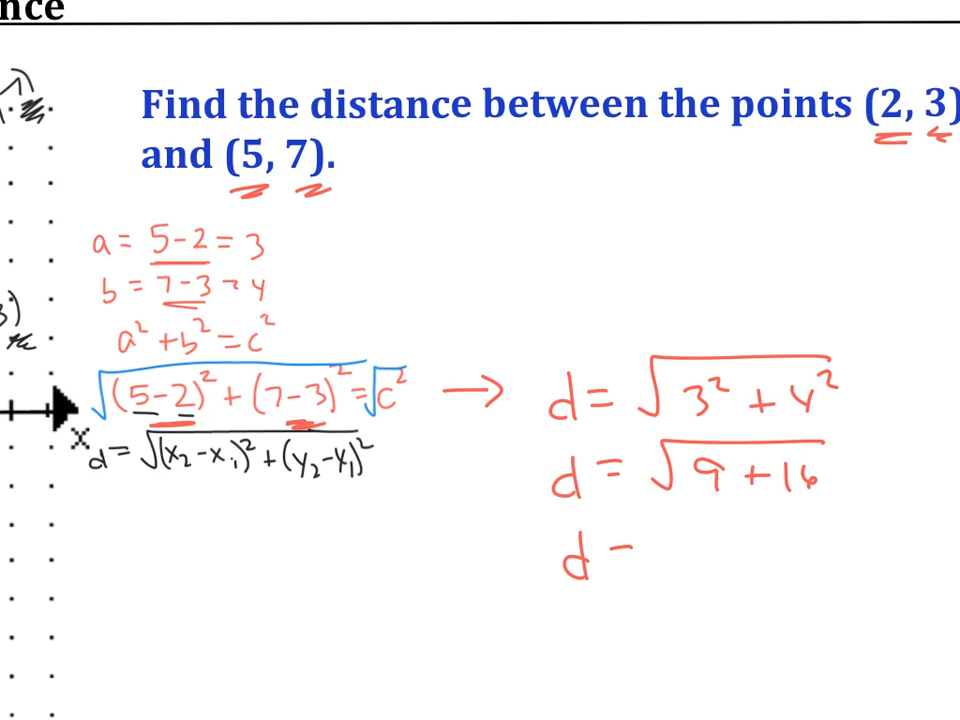 nce
Find the distance between the points (2, 3)
and (5, 7).
a = 5-2 = 3
b = 7-3 = 4
3)
a² + b² = c²
√(5-2)² + (7-3)² = √c² → d = √3² + 4²
x
d = √(x₂-x₁)² + (y₂-y₁)²
d = √9 + 16
d =